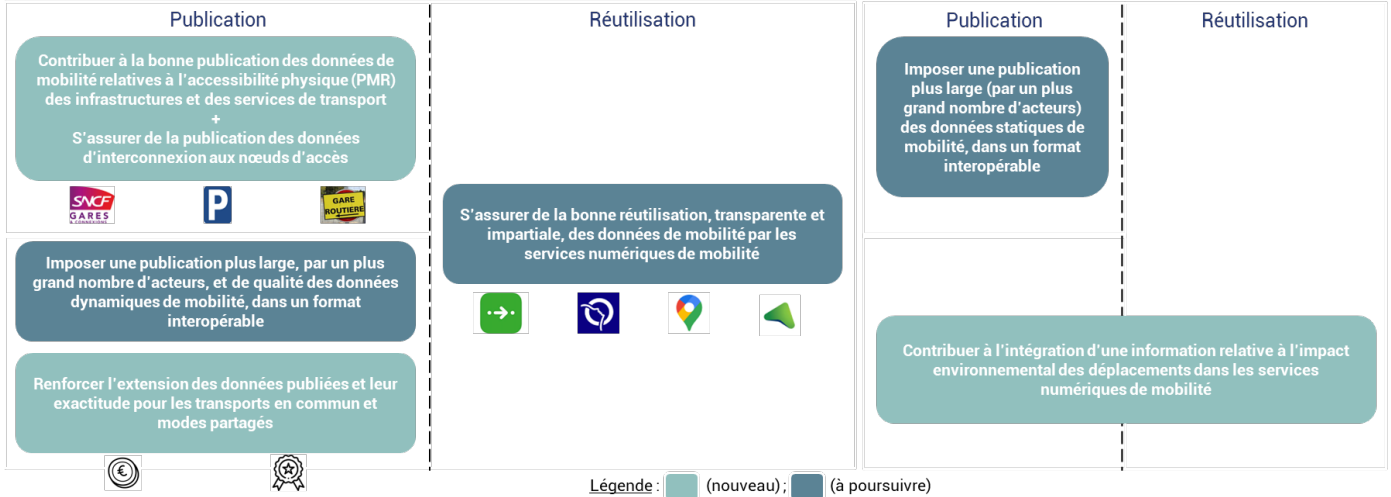 Publication
Contribuer à la bonne publication des données de
mobilité relatives à l'accessibilité physique (PMR)
des infrastructures et des services de transport
+
S'assurer de la publication des données
d'interconnexion aux nœuds d'accès
SNCF
GARES
& CONNEXIONS
P
GARE
ROUTIERE
Imposer une publication plus large, par un plus
grand nombre d'acteurs, et de qualité des données
dynamiques de mobilité, dans un format
interopérable
Renforcer l'extension des données publiées et leur
exactitude pour les transports en commun et
modes partagés
€
Réutilisation
S'assurer de la bonne réutilisation, transparente et
impartiale, des données de mobilité par les
services numériques de mobilité
Publication
Imposer une publication
plus large (par un plus
grand nombre d'acteurs)
des données statiques de
mobilité, dans un format
interopérable
Réutilisation
Contribuer à l'intégration d'une information relative à l'impact
environnemental des déplacements dans les services
numériques de mobilité
Légende : (nouveau) ; (à poursuivre)